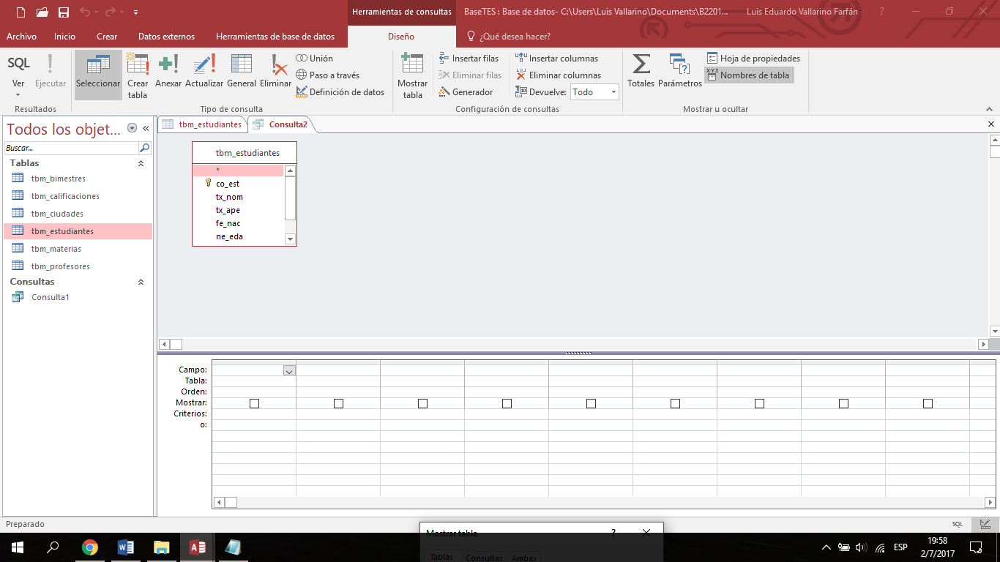 Herramientas de consultas
BaseTES : Base de datos- C:\Users\Luis Vallarino\Documents\B2201...
Luis Eduardo Vallarino Farfán
?
Archivo
Inicio
Crear
Datos externos
Herramientas de base de datos
Diseño
¿Qué desea hacer?
SQL
Ver
Ejecutar
Resultados
Seleccionar
Crear
tabla
Anexar
Actualizar
General
Eliminar
Unión
Paso a través
Definición de datos
Tipo de consulta
Mostrar
tabla
Insertar filas
Eliminar filas
Generador
Insertar columnas
Eliminar columnas
Devuelve: Todo
Configuración de consultas
Totales
Parámetros
Hoja de propiedades
XYZ
Nombres de tabla
Mostrar u ocultar
Todos los objet...
Buscar...
Tablas
tbm_bimestres
tbm_calificaciones
tbm_ciudades
tbm_estudiantes
tbm_materias
tbm_profesores
Consultas
Consulta1
tbm_estudiantes
Consulta2
tbm_estudiantes
*
co_est
tx_nom
tx_ape
fe_nac
ne_eda
Campo:
Tabla:
Orden:
Mostrar:
Criterios:
o:
Preparado
SQL
Mostrar tabla
?
Tablas
Consultas
Ambas
ESP
19:58
2/7/2017